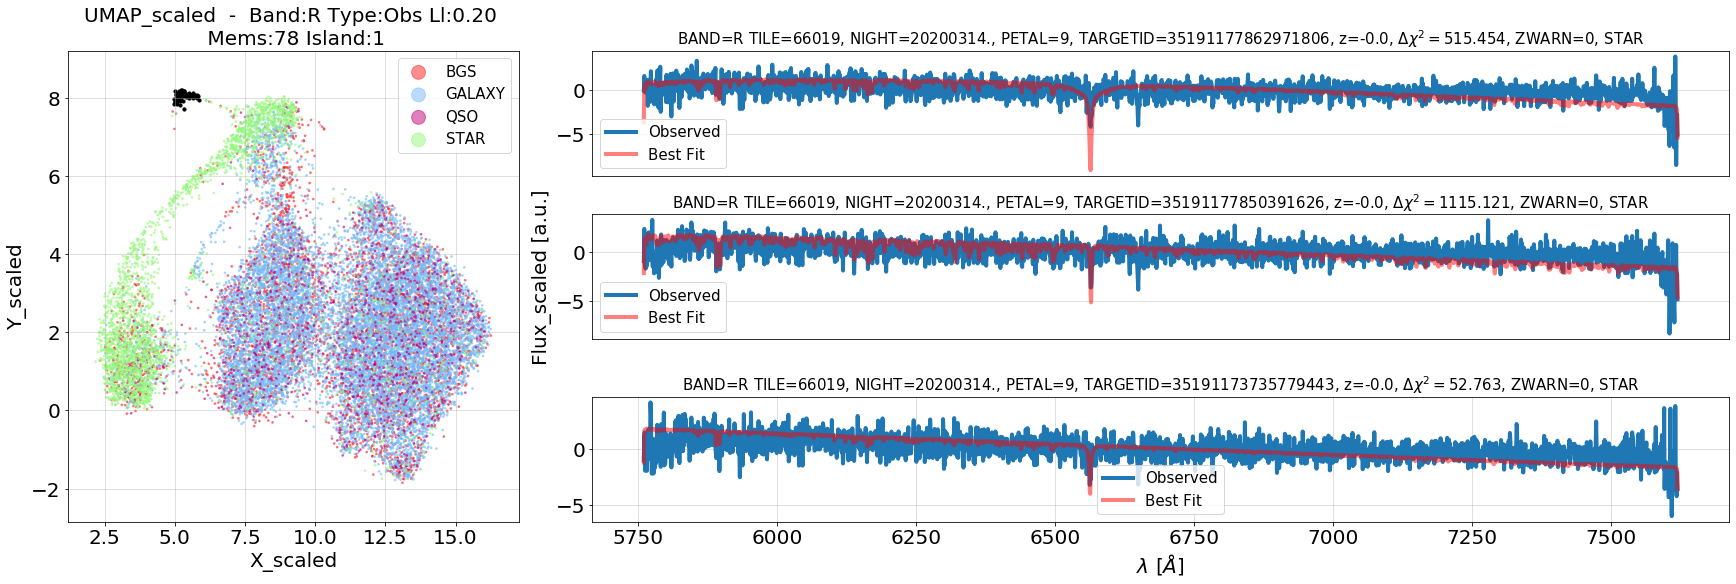 UMAP_scaled - Band:R Type:Obs Ll:0.20
Mems:78 Island:1
BGS
GALAXY
QSO
STAR
8
6
4
2
0
−2
Y_scaled
2.5 5.0 7.5 10.0 12.5 15.0
X_scaled
BAND=R TILE=66019, NIGHT=20200314., PETAL=9, TARGETID=35191177862971806, z=-0.0, Δχ² = 515.454, ZWARN=0, STAR
0
−5
Observed
Best Fit
BAND=R TILE=66019, NIGHT=20200314., PETAL=9, TARGETID=35191177850391626, z=-0.0, Δχ² = 1115.121, ZWARN=0, STAR
0
−5
Observed
Best Fit
Flux_scaled [a.u.]
BAND=R TILE=66019, NIGHT=20200314., PETAL=9, TARGETID=35191173735779443, z=-0.0, Δχ² = 52.763, ZWARN=0, STAR
0
−5
Observed
Best Fit
5750 6000 6250 6500 6750 7000 7250 7500
λ [Å]